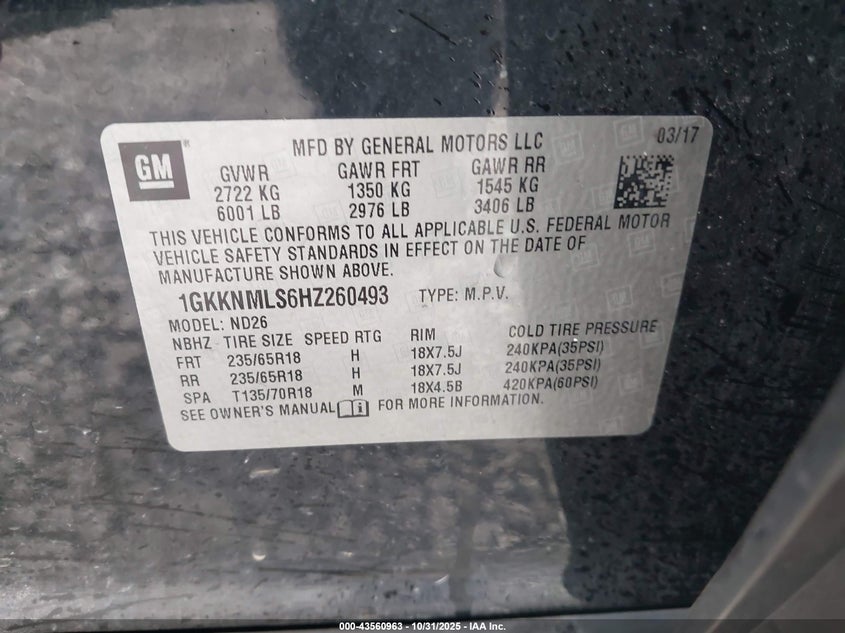 GM
®
MFD BY GENERAL MOTORS LLC
03/17
GVWR GAWR FRT GAWR RR
2722 KG 1350 KG 1545 KG
6001 LB 2976 LB 3406 LB
THIS VEHICLE CONFORMS TO ALL APPLICABLE U.S. FEDERAL MOTOR
VEHICLE SAFETY STANDARDS IN EFFECT ON THE DATE OF
MANUFACTURE SHOWN ABOVE.
1GKKNMLS6HZ260493 TYPE: M.P.V.
MODEL: ND26
NBHZ - TIRE SIZE SPEED RTG RIM COLD TIRE PRESSURE
FRT 235/65R18 H 18X7.5J 240KPA(35PSI)
RR 235/65R18 H 18X7.5J 240KPA(35PSI)
SPA T135/70R18 M 18X4.5B 420KPA(60PSI)
SEE OWNER'S MANUAL FOR MORE INFORMATION.
000-43560963 - 10/31/2025 - IAA Inc.